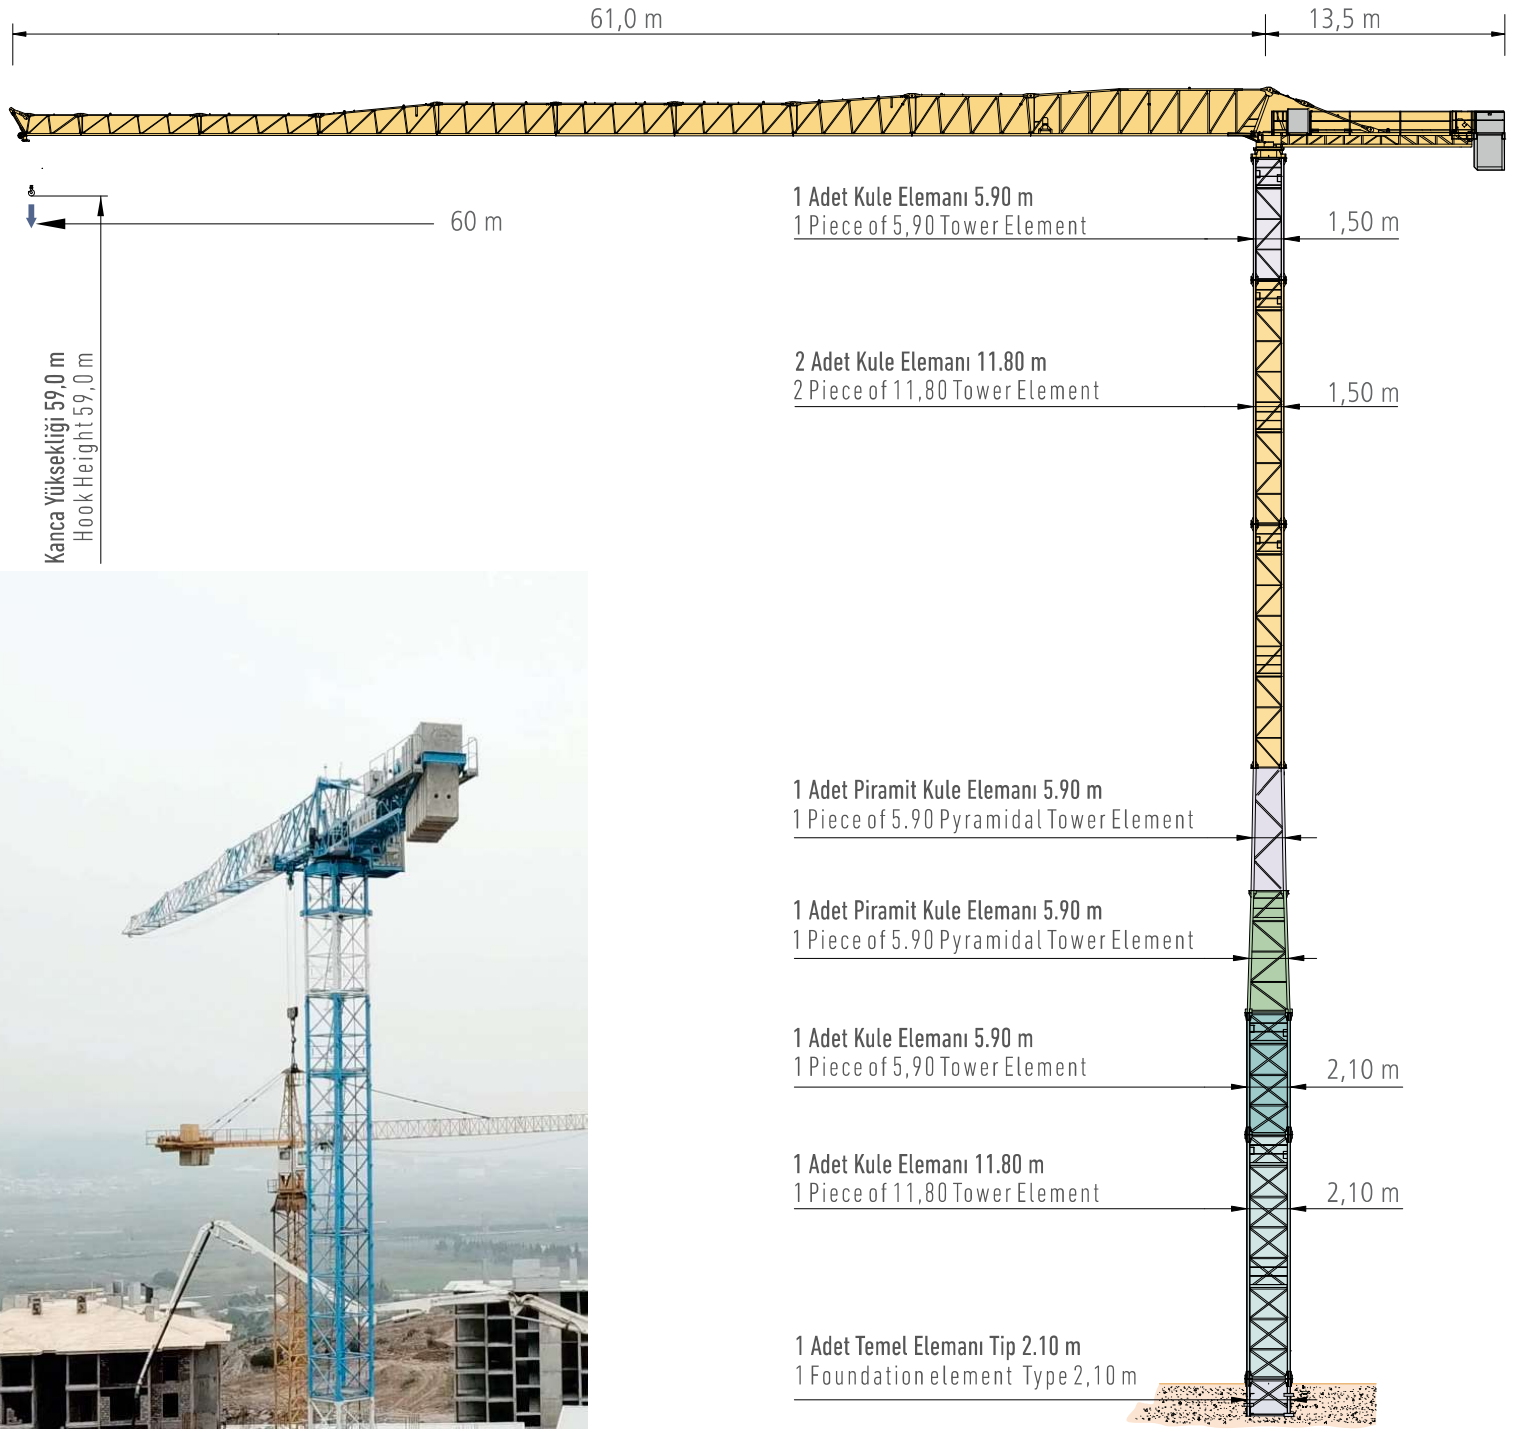 61,0 m
13,5 m
1 Adet Kule Elemanı 5.90 m
1 Piece of 5,90 Tower Element
1,50 m
60 m
Kanca Yüksekliği 59,0 m
Hook Height 59,0 m
2 Adet Kule Elemanı 11.80 m
2 Piece of 11,80 Tower Element
1,50 m
1 Adet Piramit Kule Elemanı 5.90 m
1 Piece of 5.90 Pyramidal Tower Element
1 Adet Piramit Kule Elemanı 5.90 m
1 Piece of 5.90 Pyramidal Tower Element
1 Adet Kule Elemanı 5.90 m
1 Piece of 5,90 Tower Element
2,10 m
1 Adet Kule Elemanı 11.80 m
1 Piece of 11,80 Tower Element
2,10 m
1 Adet Temel Elemanı Tip 2.10 m
1 Foundation element Type 2,10 m